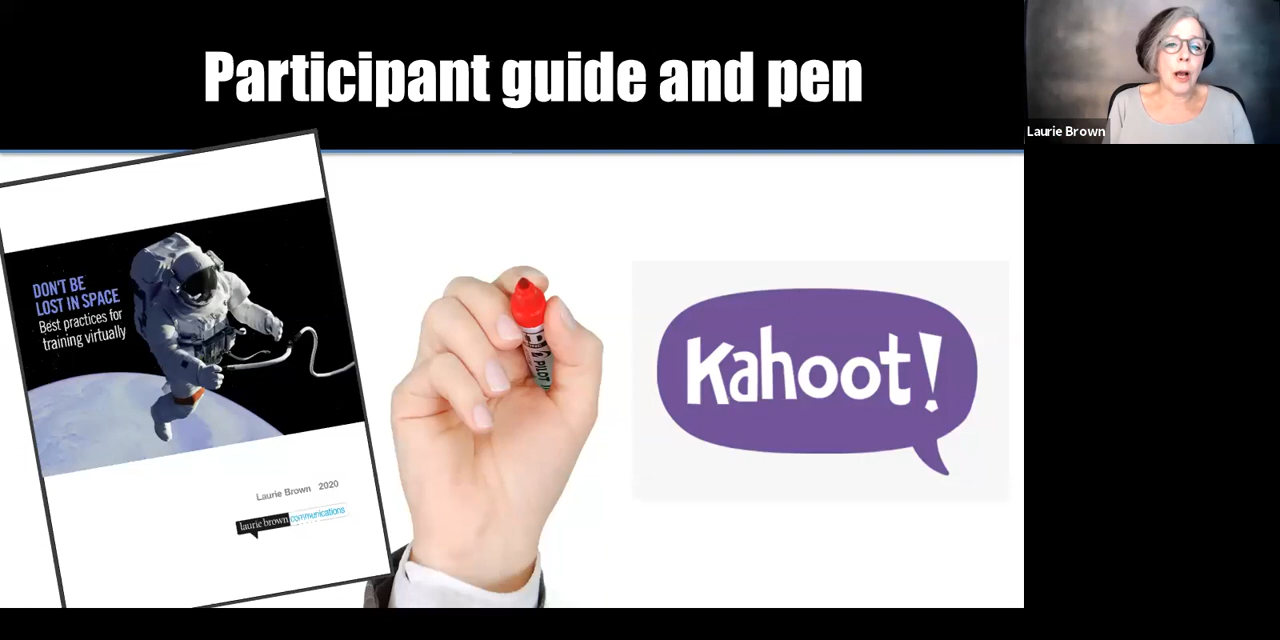 Participant guide and pen
Laurie Brown
DON'T BE
LOST IN SPACE
Best practices for
training virtually
Laurie Brown 2020
laurie brown communications
PILOT
Kahoot!